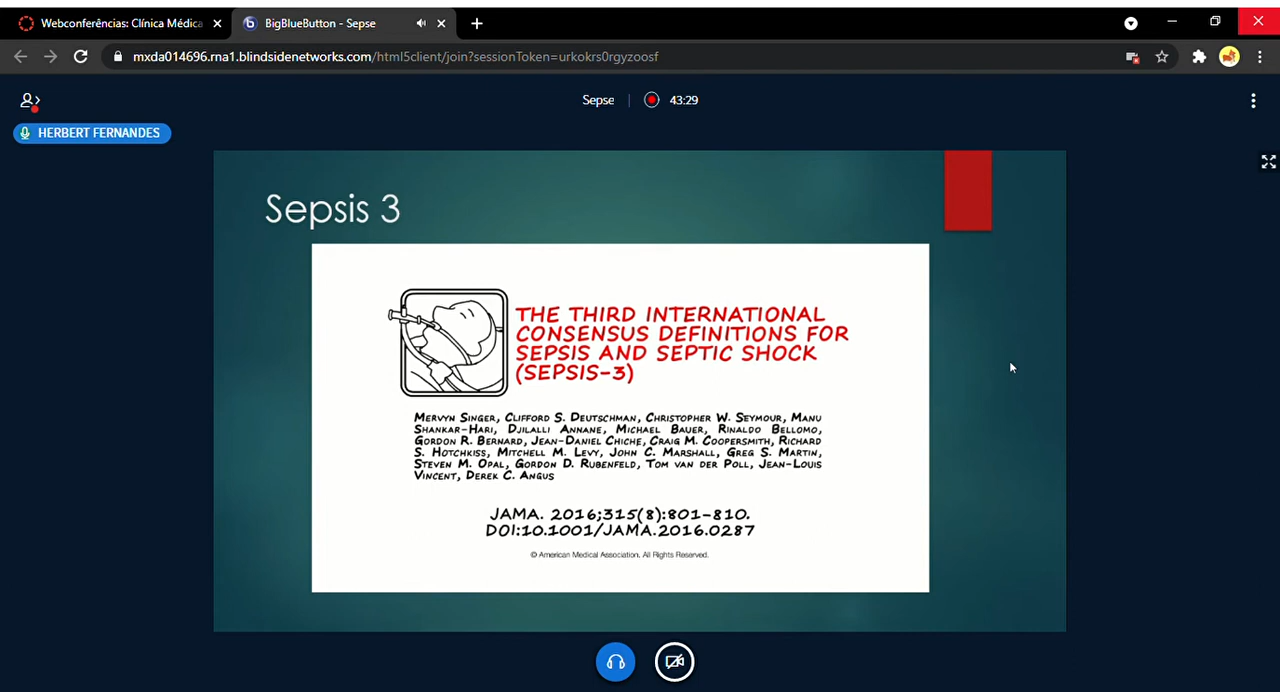 Webconferências: Clínica Médica
BigBlueButton - Sepse
mxda014696.rna1.blindsidenetworks.com/html5client/join?sessionToken=urkokrs0rgyzoosf
Sepse
43:29
HERBERT FERNANDES
Sepsis 3
THE THIRD INTERNATIONAL
CONSENSUS DEFINITIONS FOR
SEPSIS AND SEPTIC SHOCK
(SEPSIS-3)
MERVYN SINGER, CLIFFORD S. DEUTSCHMAN, CHRISTOPHER W. SEYMOUR, MANU
SHANKAR-HARI, DJILALLI ANNANE, MICHAEL BAUER, RINALDO BELLOMO,
GORDON R. BERNARD, JEAN-DANIEL CHICHE, CRAIG M. COOPERSMITH, RICHARD
S. HOTCHKISS, MITCHELL M. LEVY, JOHN C. MARSHALL, GREG S. MARTIN,
STEVEN M. OPAL, GORDON D. RUBENFELD, TOM VAN DER POLL, JEAN-LOUIS
VINCENT, DEREK C. ANGUS
JAMA. 2016;315(8):801-810.
DOI:10.1001/JAMA.2016.0287
© American Medical Association. All Rights Reserved.